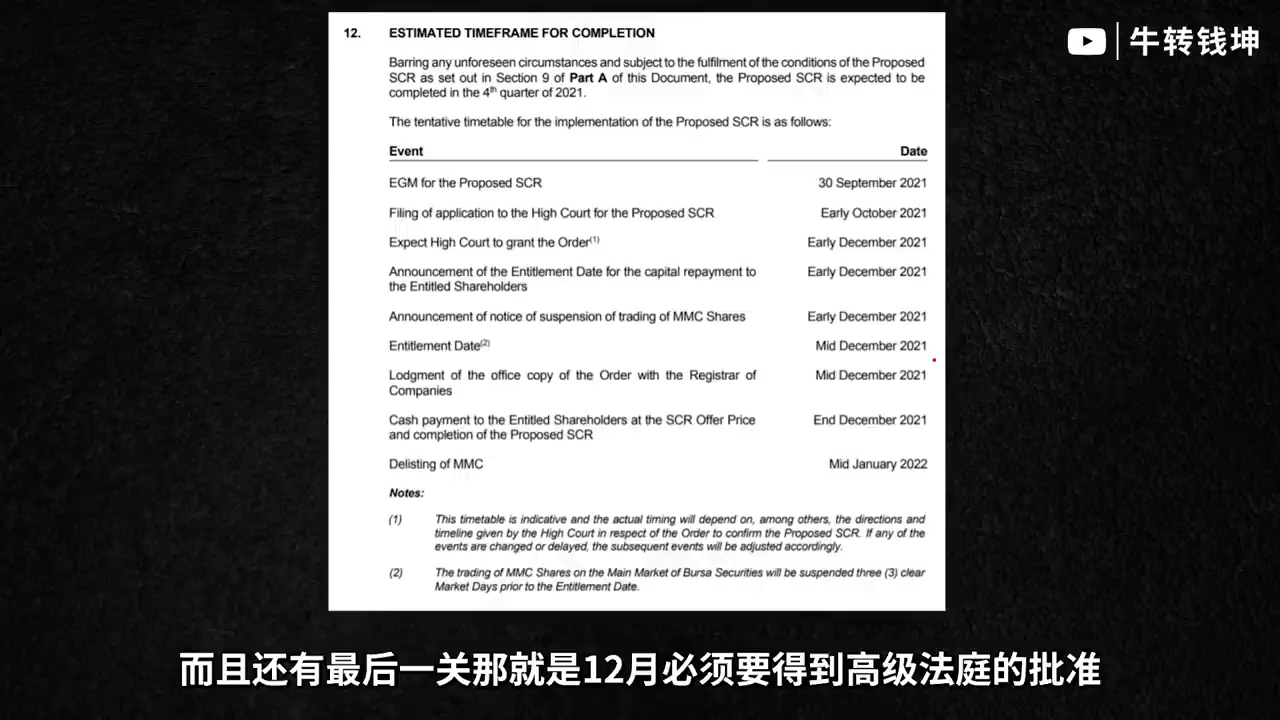 牛转钱坤
12. ESTIMATED TIMEFRAME FOR COMPLETION
Barring any unforeseen circumstances and subject to the fulfilment of the conditions of the Proposed
SCR as set out in Section 9 of Part A of this Document, the Proposed SCR is expected to be
completed in the 4th quarter of 2021.
The tentative timetable for the implementation of the Proposed SCR is as follows:
Event Date
EGM for the Proposed SCR 30 September 2021
Filing of application to the High Court for the Proposed SCR Early October 2021
Expect High Court to grant the Order(1) Early December 2021
Announcement of the Entitlement Date for the capital repayment to Early December 2021
the Entitled Shareholders
Announcement of notice of suspension of trading of MMC Shares Early December 2021
Entitlement Date(2) Mid December 2021
Lodgment of the office copy of the Order with the Registrar of Mid December 2021
Companies
Cash payment to the Entitled Shareholders at the SCR Offer Price End December 2021
and completion of the Proposed SCR
Delisting of MMC Mid January 2022
Notes:
(1) This timetable is indicative and the actual timing will depend on, among others, the directions and
timeline given by the High Court in respect of the Order to confirm the Proposed SCR. If any of the
events are changed or delayed, the subsequent events will be adjusted accordingly.
(2) The trading of MMC Shares on the Main Market of Bursa Securities will be suspended three (3) clear
Market Days prior to the Entitlement Date.
而且还有最后一关那就是12月必须要得到高级法庭的批准